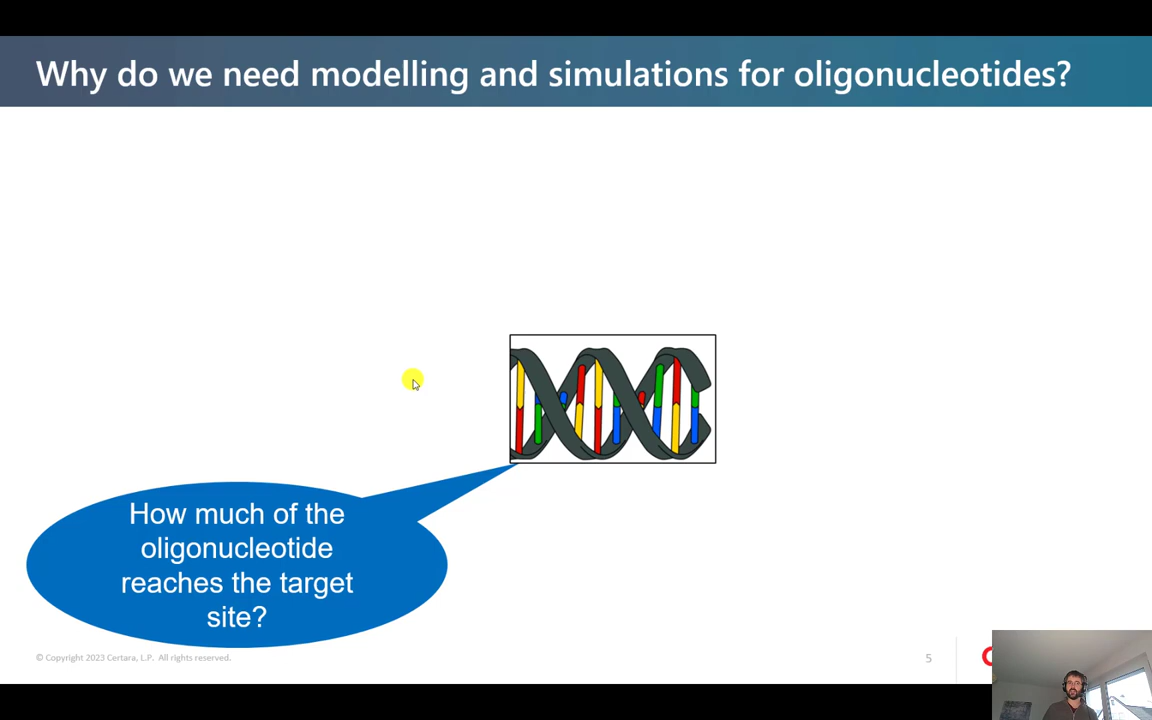 Why do we need modelling and simulations for oligonucleotides?
How much of the
oligonucleotide
reaches the target
site?
© Copyright 2023 Certara, L.P. All rights reserved.
5